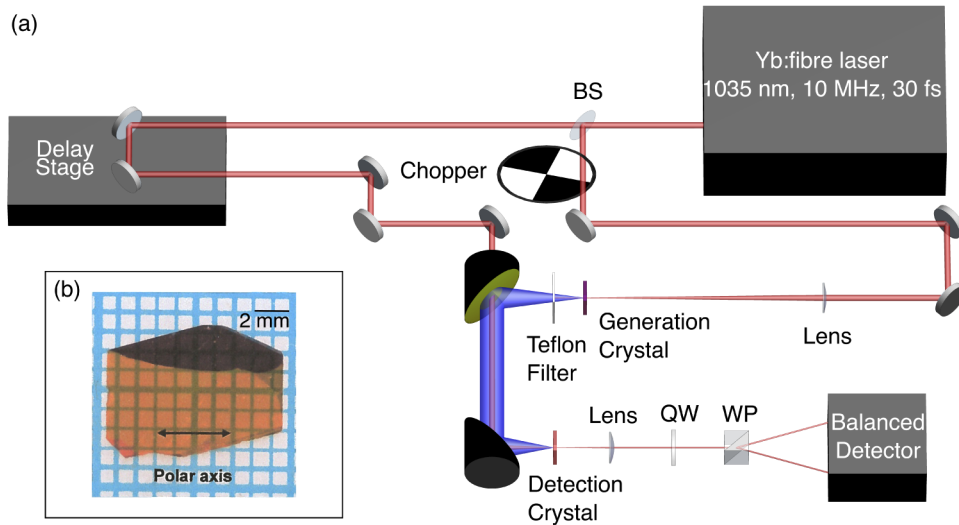 (a)
Yb:fibre laser
1035 nm, 10 MHz, 30 fs
BS
Delay
Stage
Chopper
(b)
2 mm
Polar axis
Teflon
Filter
Generation
Crystal
Lens
Lens
QW
WP
Balanced
Detector
Detection
Crystal